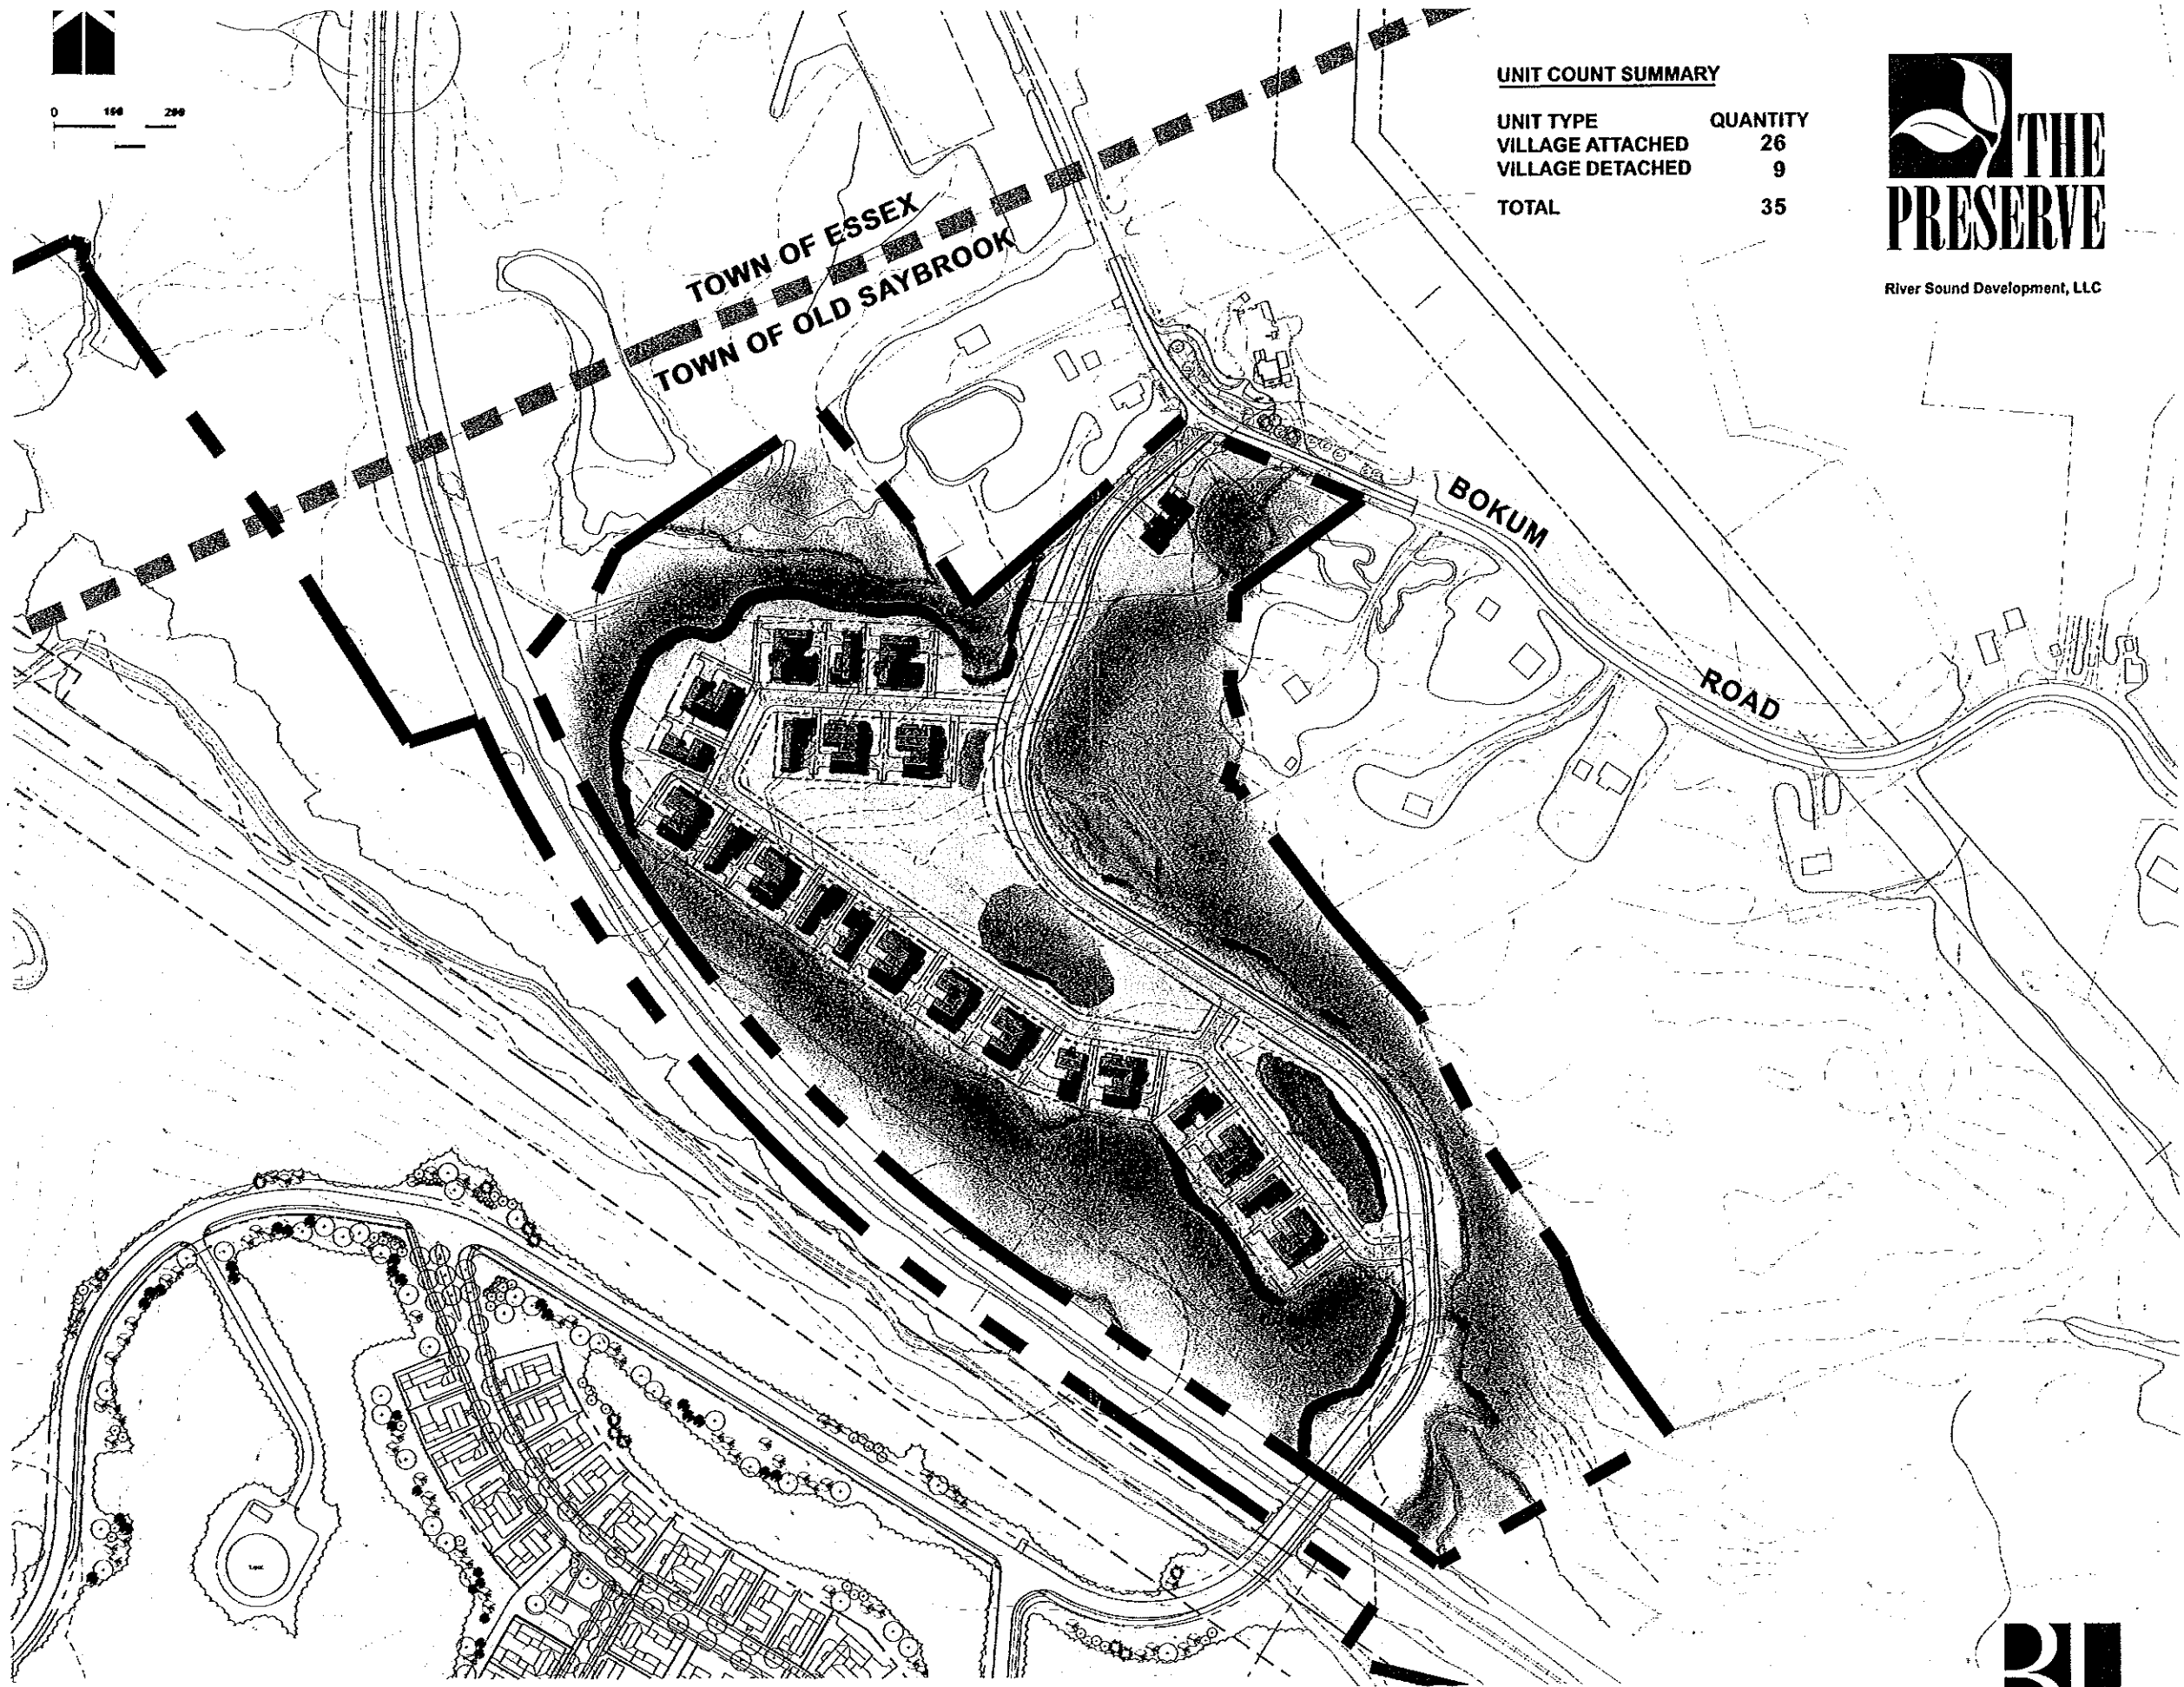 0 100 200
UNIT COUNT SUMMARY
UNIT TYPE QUANTITY
VILLAGE ATTACHED 26
VILLAGE DETACHED 9
TOTAL 35
THE
PRESERVE
River Sound Development, LLC
TOWN OF ESSEX
TOWN OF OLD SAYBROOK
BOKUM
ROAD